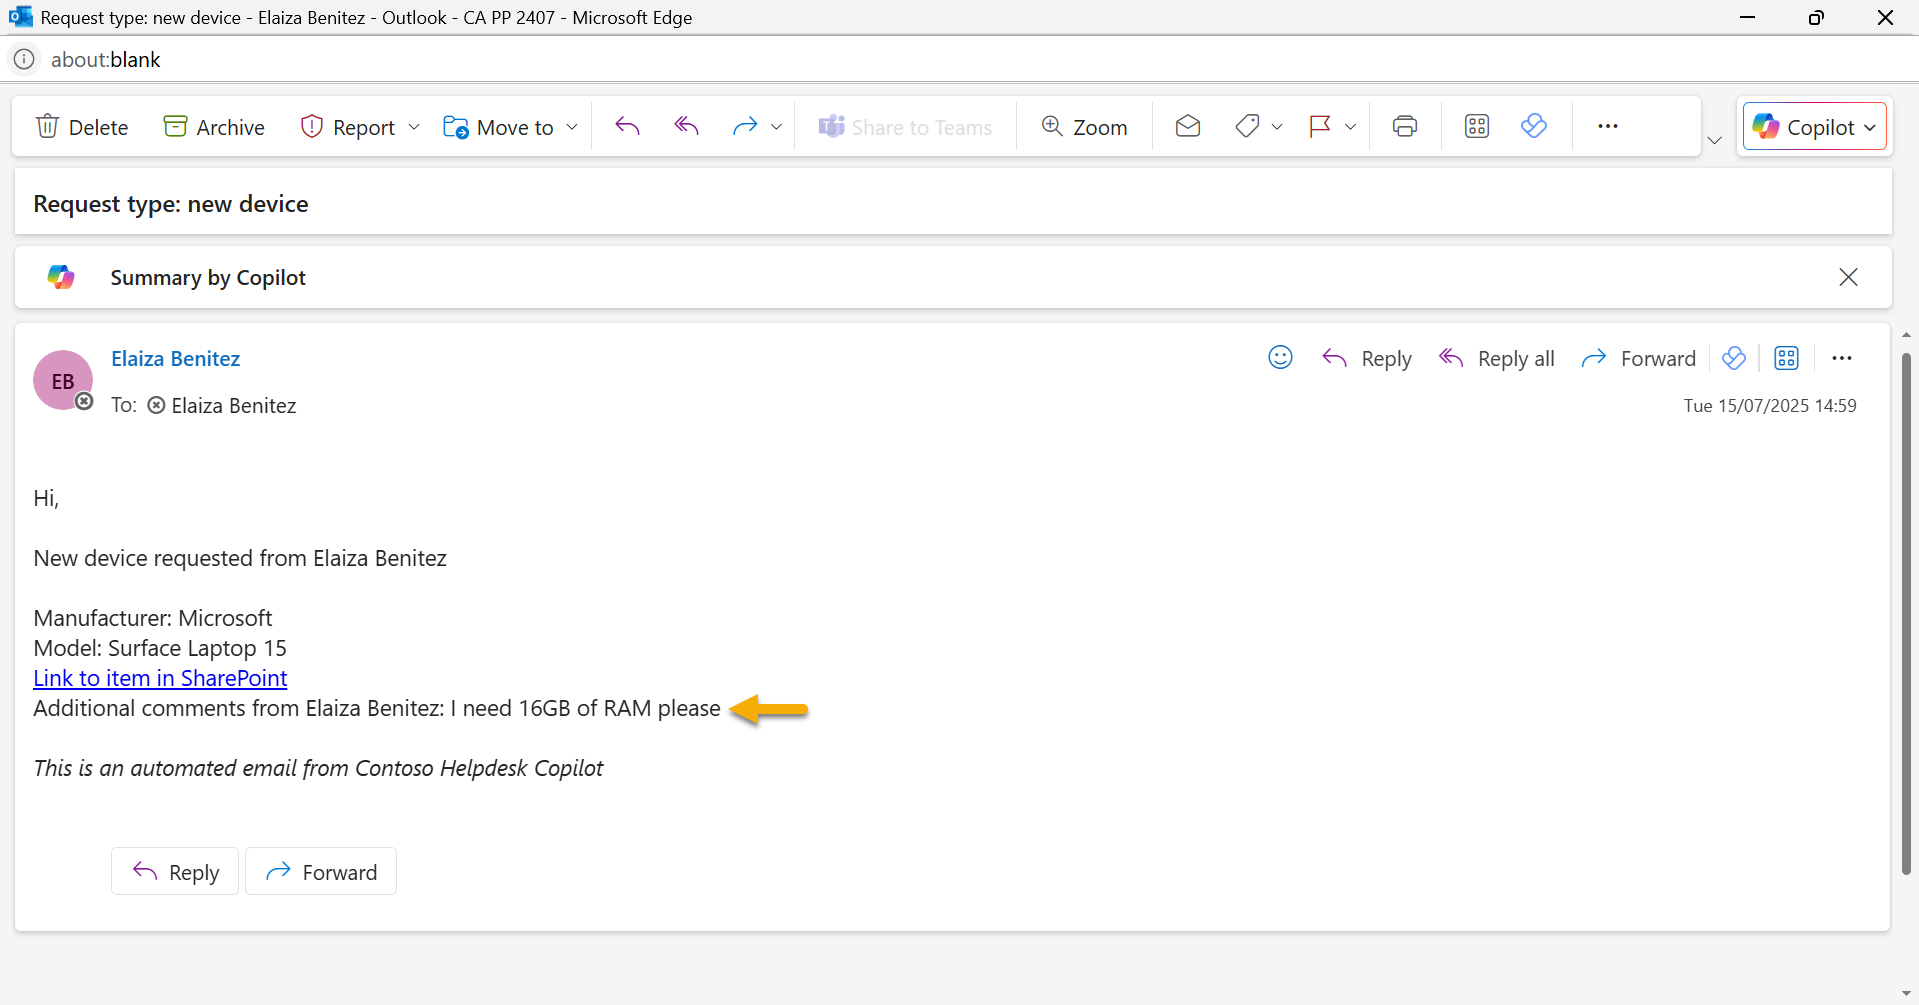 Request type: new device - Elaiza Benitez - Outlook - CA PP 2407 - Microsoft Edge
about:blank
Delete Archive Report Move to Share to Teams Zoom Copilot
Request type: new device
Summary by Copilot
EB
Elaiza Benitez
Reply Reply all Forward
To: Elaiza Benitez
Tue 15/07/2025 14:59
Hi,
New device requested from Elaiza Benitez
Manufacturer: Microsoft
Model: Surface Laptop 15
Link to item in SharePoint
Additional comments from Elaiza Benitez: I need 16GB of RAM please
This is an automated email from Contoso Helpdesk Copilot
Reply Forward